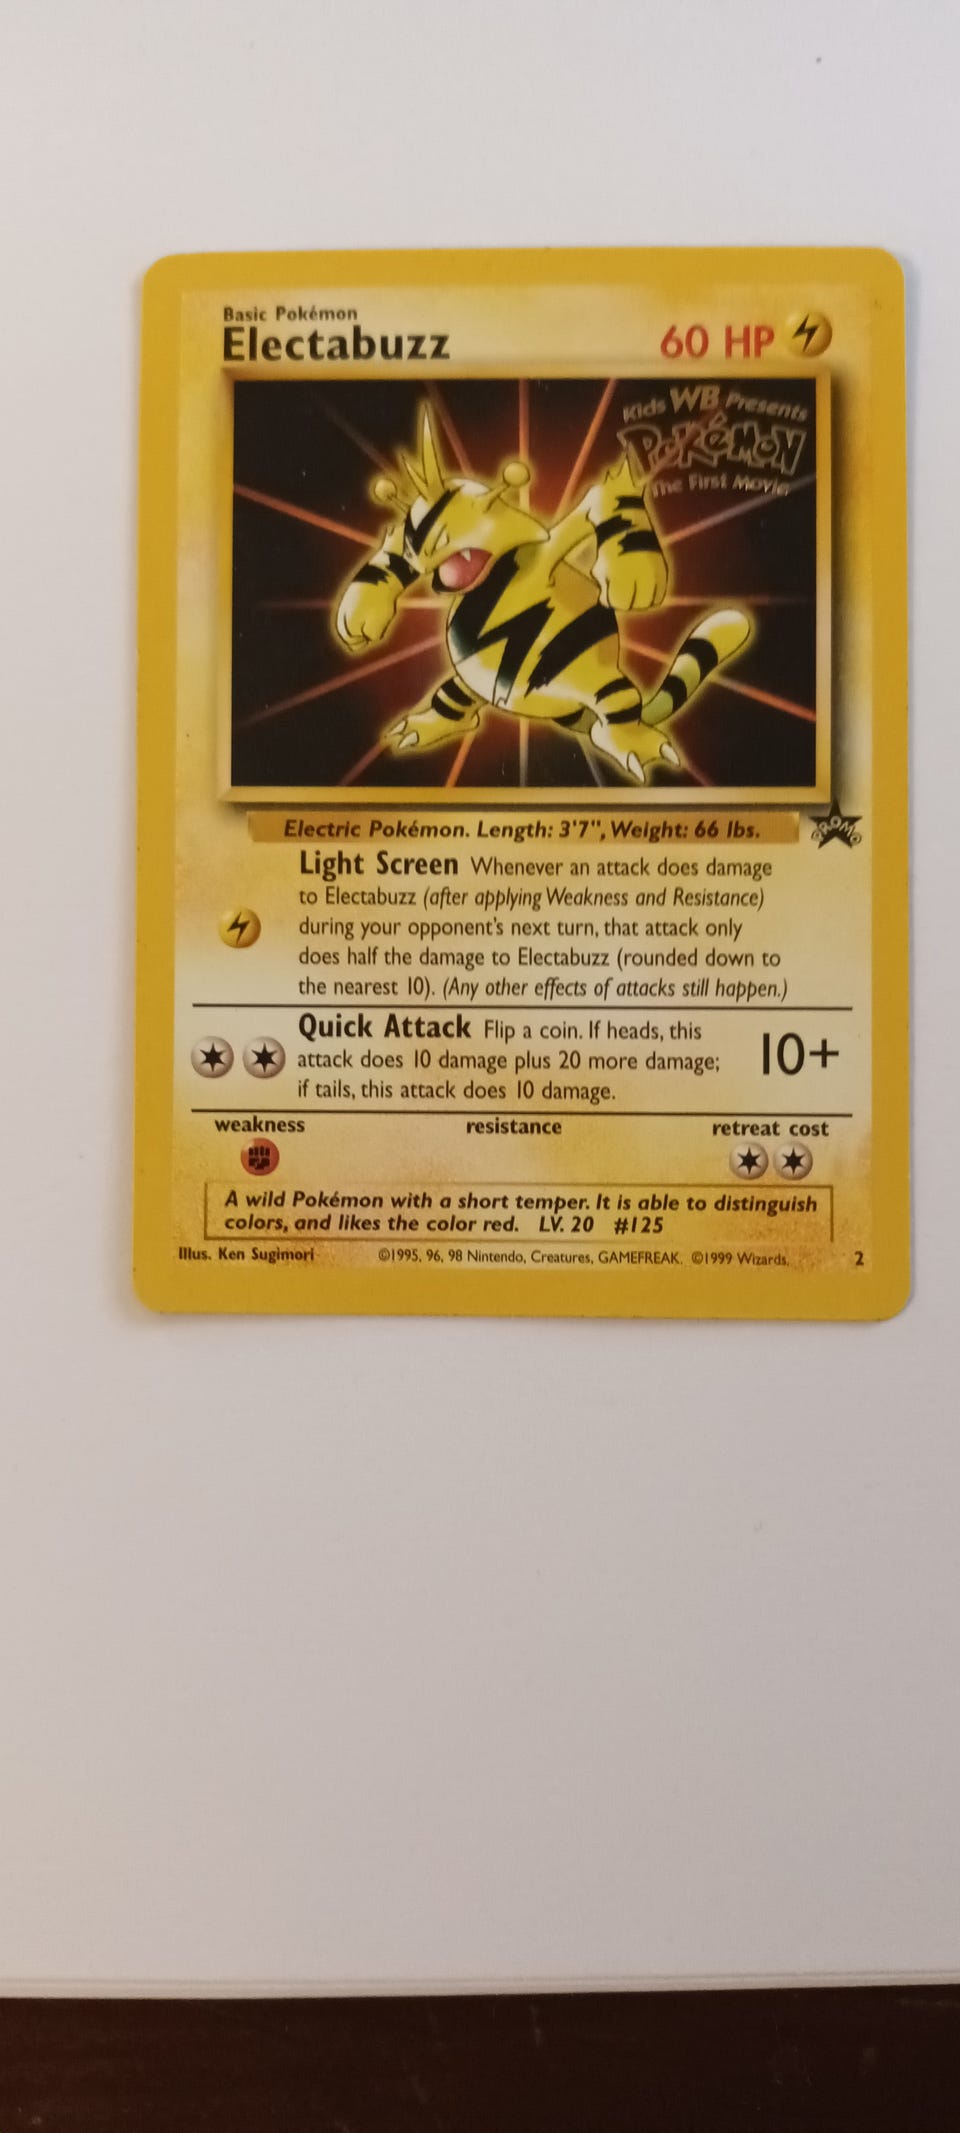 Basic Pokémon
Electabuzz
60 HP
Kids WB Presents
POKéMON
The First Movie
Electric Pokémon. Length: 3'7", Weight: 66 lbs.
PROMO
Light Screen Whenever an attack does damage
to Electabuzz (after applying Weakness and Resistance)
during your opponent's next turn, that attack only
does half the damage to Electabuzz (rounded down to
the nearest 10). (Any other effects of attacks still happen.)
Quick Attack Flip a coin. If heads, this
attack does 10 damage plus 20 more damage;
if tails, this attack does 10 damage.
10+
weakness resistance retreat cost
A wild Pokémon with a short temper. It is able to distinguish
colors, and likes the color red. LV. 20 #125
Illus. Ken Sugimori ©1995, 96, 98 Nintendo, Creatures, GAMEFREAK. ©1999 Wizards. 2